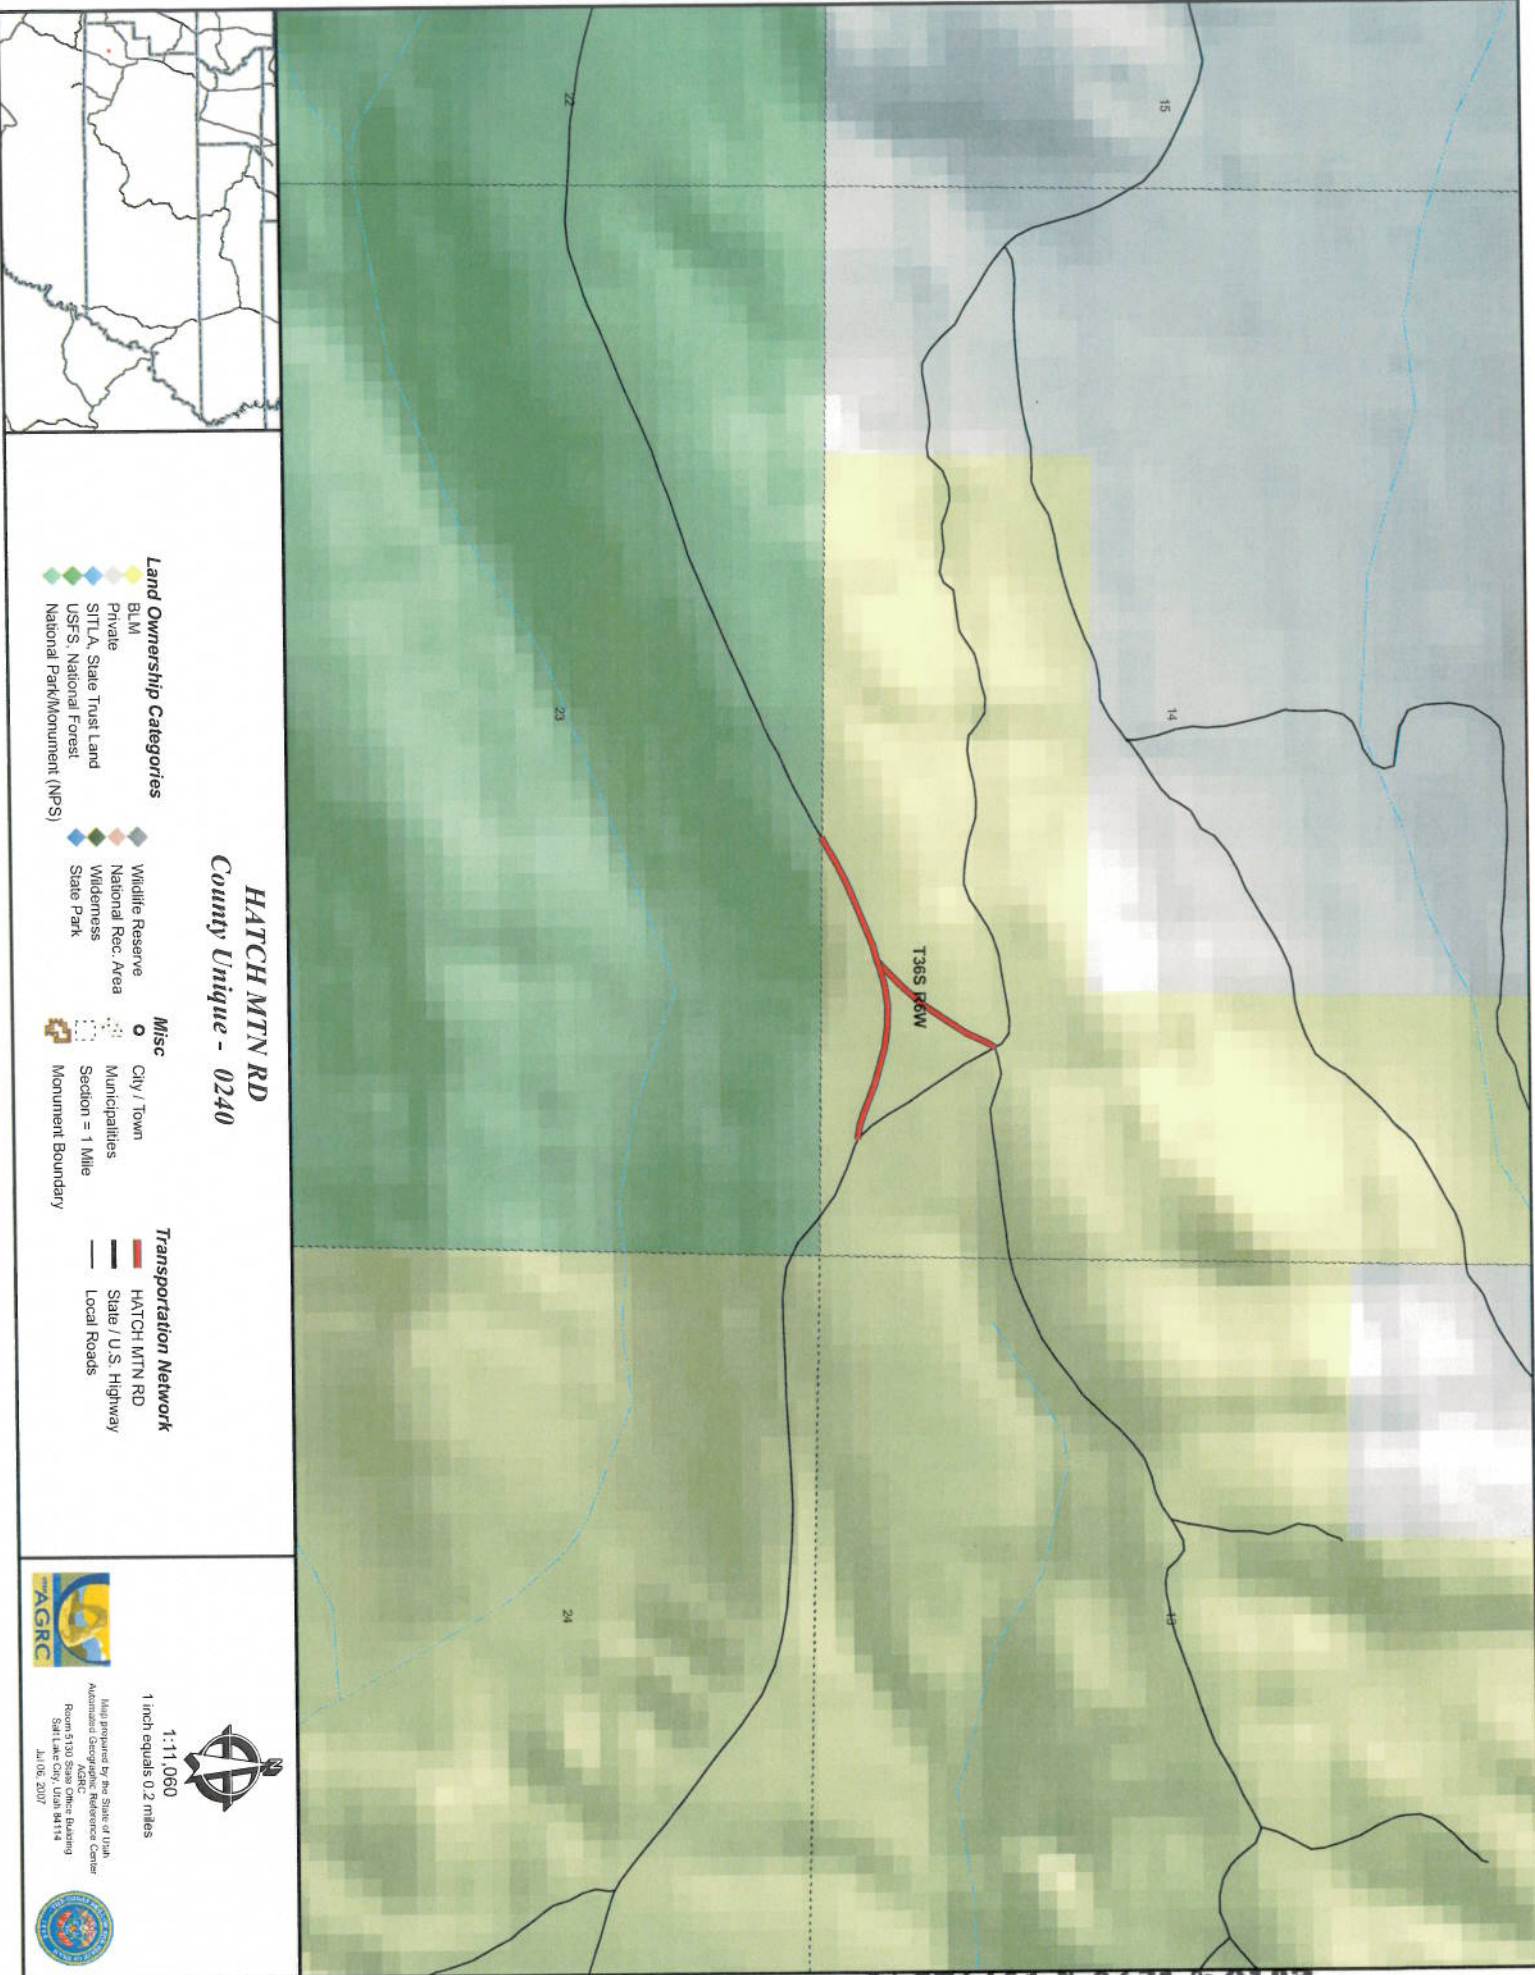 15
22
14
23
T36S R6W
13
24
HATCH MTN RD
County Unique - 0240
Land Ownership Categories
BLM
Private
SITLA, State Trust Land
USFS, National Forest
National Park/Monument (NPS)
Wildlife Reserve
National Rec. Area
Wilderness
State Park
Misc
City / Town
Municipalities
Section = 1 Mile
Monument Boundary
Transportation Network
HATCH MTN RD
State / U.S. Highway
Local Roads
N
1:11,060
1 inch equals 0.2 miles
AGRC
Map prepared by the State of Utah
Automated Geographic Reference Center
AGRC
Room 5130 State Office Building
Salt Lake City, Utah 84114
Jul 06, 2007